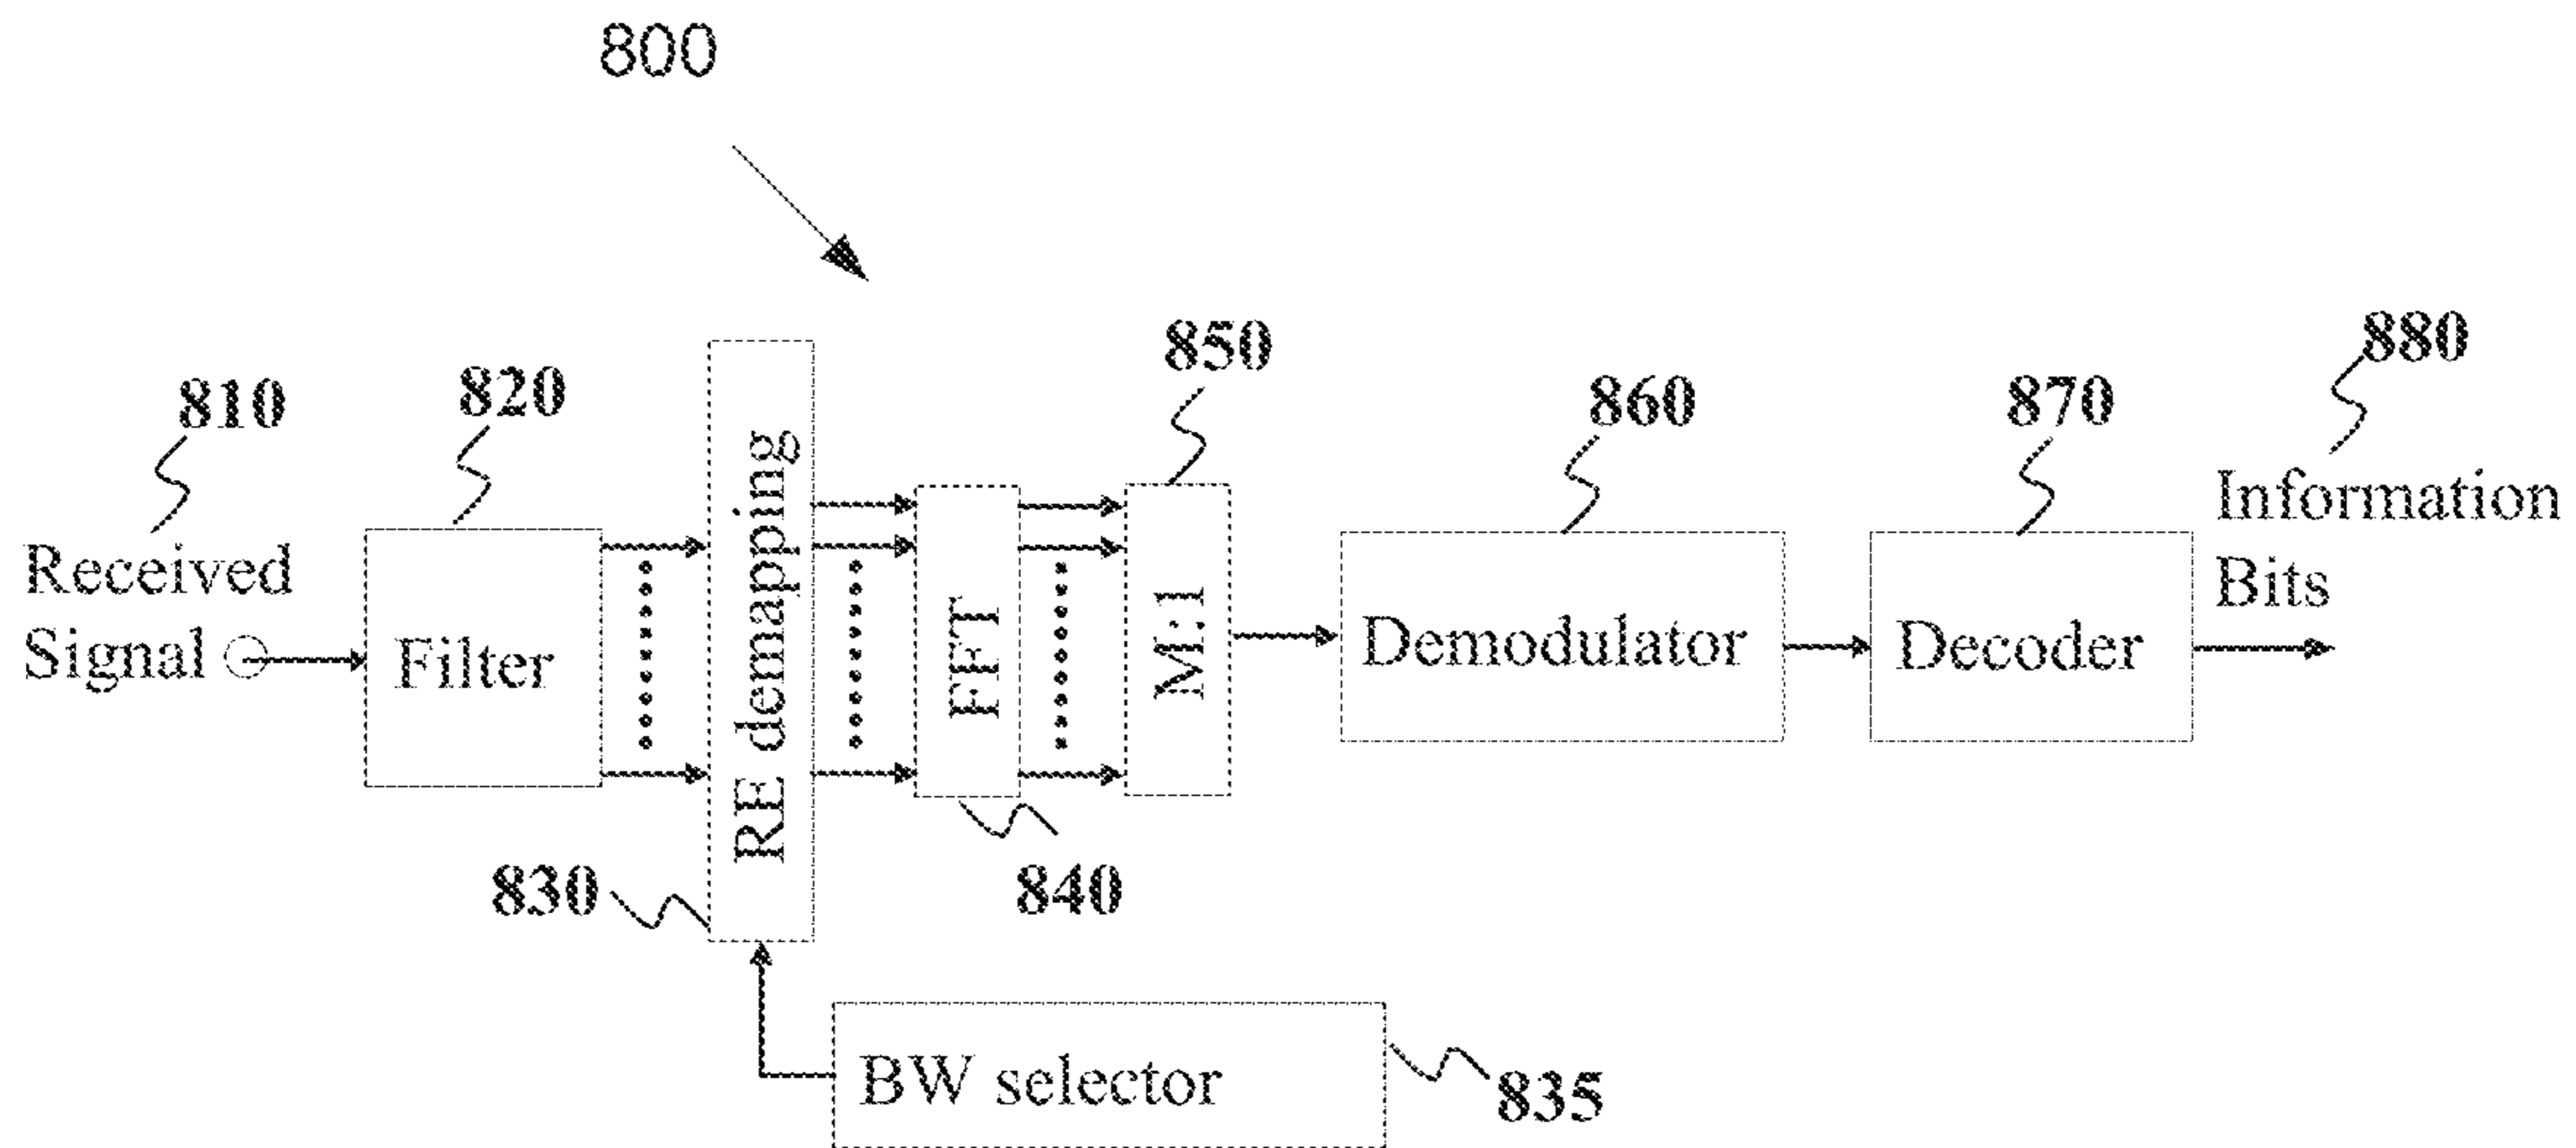 800
810
820
850
860
870
880
Received
Signal
Filter
RE demapping
FFT
M:1
Demodulator
Decoder
Information
Bits
830
840
BW selector
835